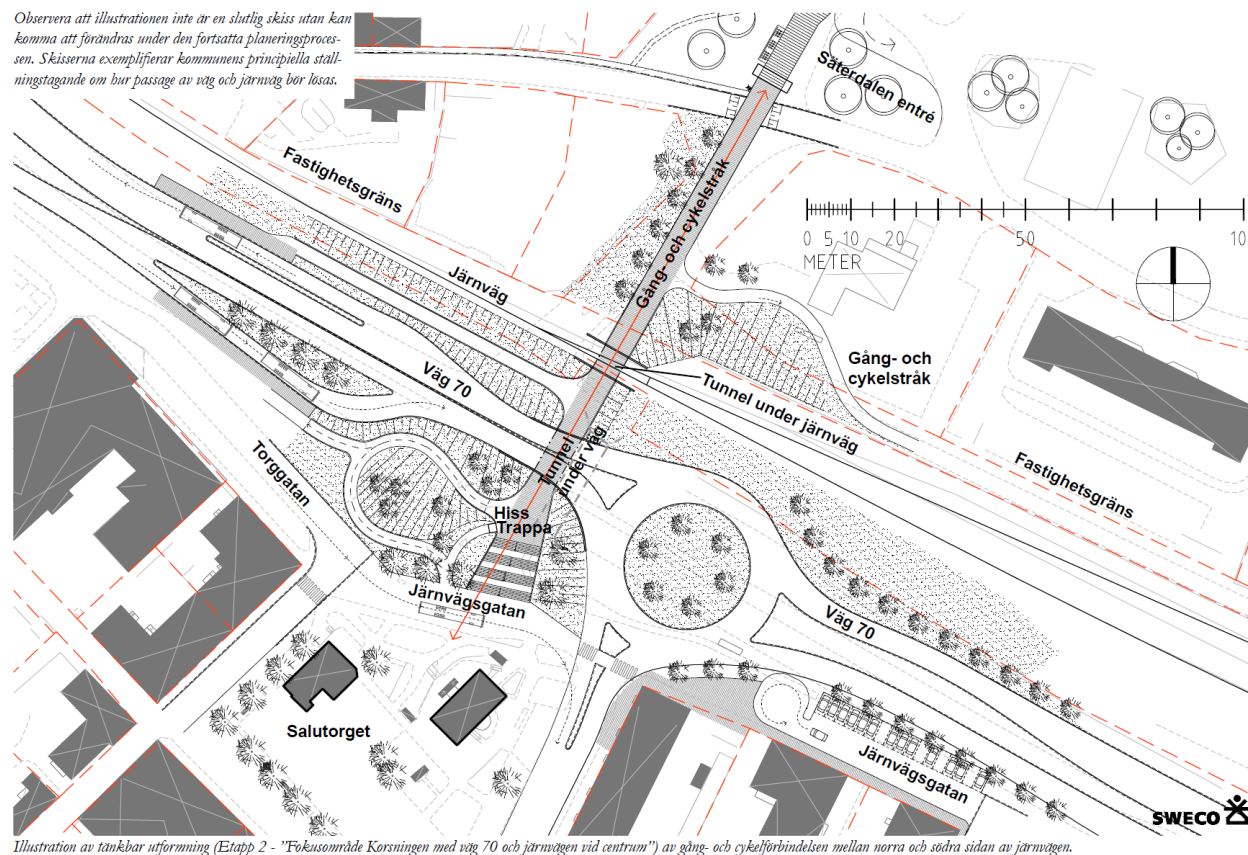 Observera att illustrationen inte är en slutlig skiss utan kan
komma att förändras under den fortsatta planeringsproces-
sen. Skisserna exemplifierar kommunens principiella ställ-
ningstagande om hur passage av väg och järnväg bör lösas.
Säterdalen entré
Fastighetsgräns
Gång- och cykelstråk
0 5 10 20 50 10
METER
Järnväg
Gång- och
cykelstråk
Väg 70
Tunnel under järnväg
Tunnel
under väg
Torggatan
Fastighetsgräns
Hiss
Trappa
Järnvägsgatan
Väg 70
Salutorget
Järnvägsgatan
SWECO
Illustration av tänkbar utformning (Etapp 2 - "Fokusområde Korsningen med väg 70 och järnvägen vid centrum") av gång- och cykelförbindelsen mellan norra och södra sidan av järnvägen.